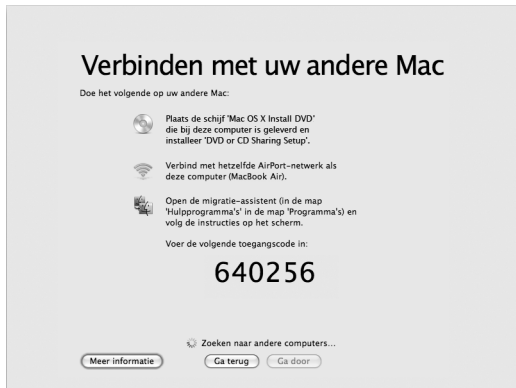 Verbinden met uw andere Mac
Doe het volgende op uw andere Mac:
Plaats de schijf 'Mac OS X Install DVD'
die bij deze computer is geleverd en
installeer 'DVD or CD Sharing Setup'.
Verbind met hetzelfde AirPort-netwerk als
deze computer (MacBook Air).
Open de migratie-assistent (in de map
'Hulpprogramma's' in de map 'Programma's') en
volg de instructies op het scherm.
Voer de volgende toegangscode in:
640256
Zoeken naar andere computers...
Meer informatie Ga terug Ga door